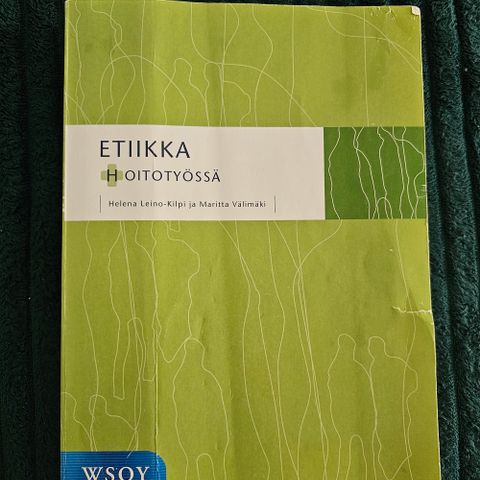 ETIIKKA
HOITOTYÖSSÄ
Helena Leino-Kilpi ja Maritta Välimäki
WSOY